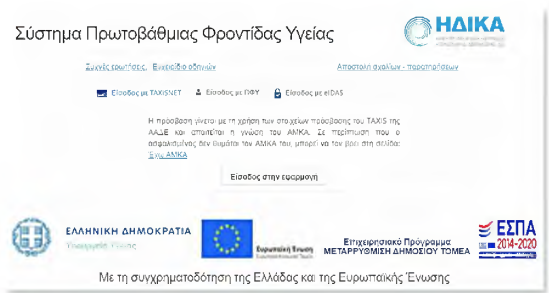 Σύστημα Πρωτοβάθμιας Φροντίδας Υγείας
ΗΔΙΚΑ
Συχνές ερωτήσεις, Εγχειρίδιο οδηγιών
Αποστολή σχολίων - παρατηρήσεων
Είσοδος με TAXISNET Είσοδος με ΠΦΥ Είσοδος με eIDAS
Η πρόσβαση γίνεται με τη χρήση των στοιχείων πρόσβασης του TAXIS της
ΑΑΔΕ και απαιτείται η γνώση του ΑΜΚΑ. Σε περίπτωση που ο
ασφαλισμένος δεν θυμάται τον ΑΜΚΑ του, μπορεί να τον βρει στη σελίδα:
Έχω ΑΜΚΑ
Είσοδος στην εφαρμογή
ΕΛΛΗΝΙΚΗ ΔΗΜΟΚΡΑΤΙΑ
Υπουργείο Υγείας
Ευρωπαϊκή Ένωση
Επιχειρησιακό Πρόγραμμα
ΜΕΤΑΡΡΥΘΜΙΣΗ ΔΗΜΟΣΙΟΥ ΤΟΜΕΑ
ΕΣΠΑ
2014-2020
Με τη συγχρηματοδότηση της Ελλάδας και της Ευρωπαϊκής Ένωσης